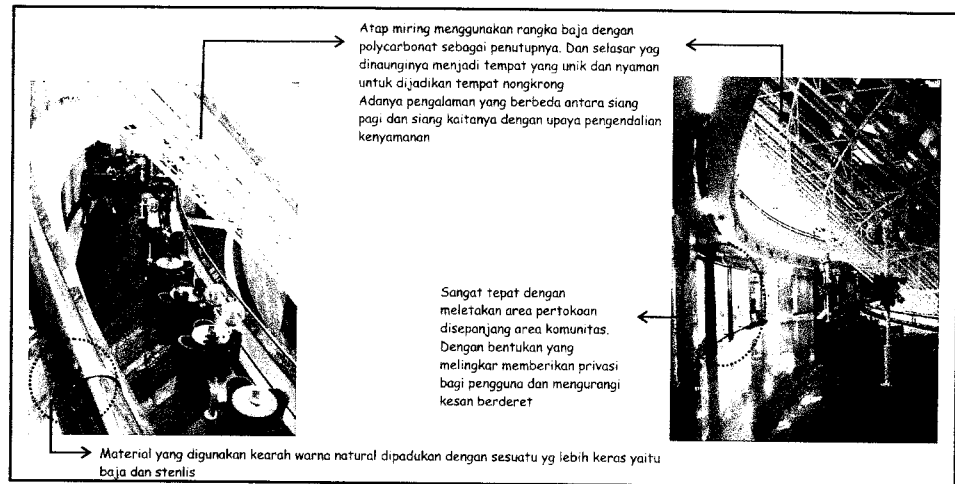 Atap miring menggunakan rangka baja dengan
polycarbonat sebagai penutupnya. Dan selasar yag
dinaunginya menjadi tempat yang unik dan nyaman
untuk dijadikan tempat nongkrong
Adanya pengalaman yang berbeda antara siang
pagi dan siang kaitanya dengan upaya pengendalian
kenyamanan
Sangat tepat dengan
meletakan area pertokoan
disepanjang area komunitas.
Dengan bentukan yang
melingkar memberikan privasi
bagi pengguna dan mengurangi
kesan berderet
Material yang digunakan kearah warna natural dipadukan dengan sesuatu yg lebih keras yaitu
baja dan stenlis